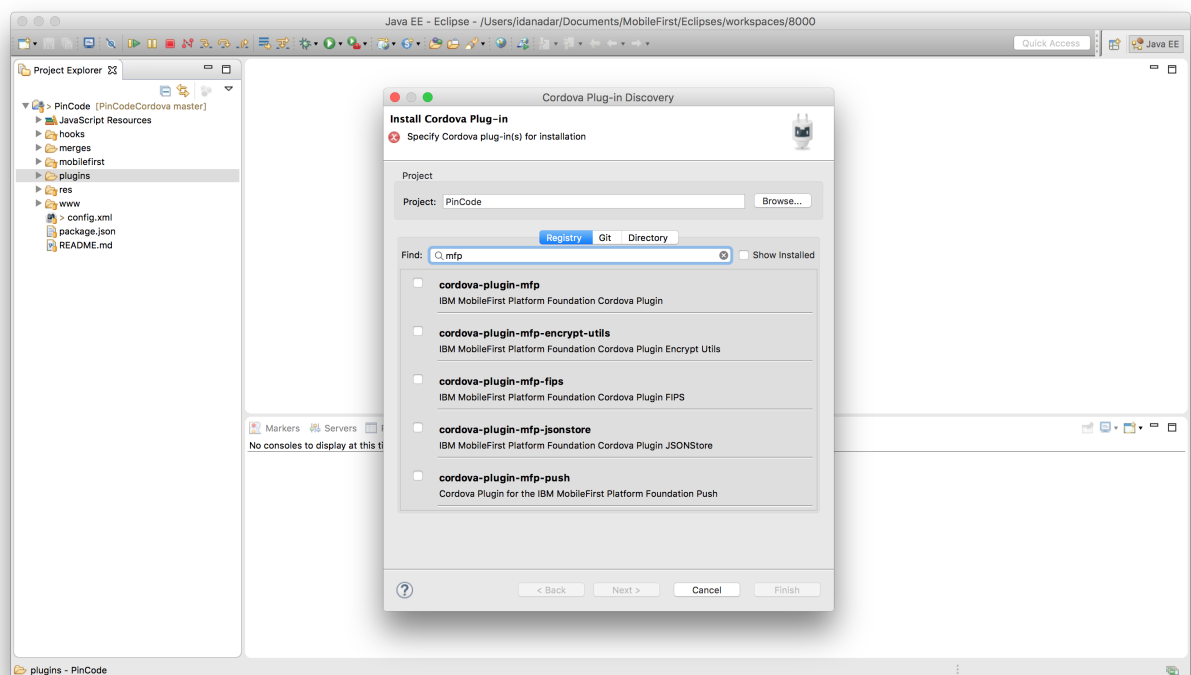 Java EE - Eclipse - /Users/idanadar/Documents/MobileFirst/Eclipses/workspaces/8000
Quick Access
Java EE
Project Explorer
> PinCode [PinCodeCordova master]
JavaScript Resources
hooks
merges
mobilefirst
plugins
res
www
> config.xml
package.json
README.md
Cordova Plug-in Discovery
Install Cordova Plug-in
Specify Cordova plug-in(s) for installation
Project
Project: PinCode Browse...
Registry Git Directory
Find: mfp Show Installed
cordova-plugin-mfp
IBM MobileFirst Platform Foundation Cordova Plugin
cordova-plugin-mfp-encrypt-utils
IBM MobileFirst Platform Foundation Cordova Plugin Encrypt Utils
cordova-plugin-mfp-fips
IBM MobileFirst Platform Foundation Cordova Plugin FIPS
cordova-plugin-mfp-jsonstore
IBM MobileFirst Platform Foundation Cordova Plugin JSONStore
cordova-plugin-mfp-push
Cordova Plugin for the IBM MobileFirst Platform Foundation Push
? < Back Next > Cancel Finish
Markers Servers
No consoles to display at this
plugins - PinCode